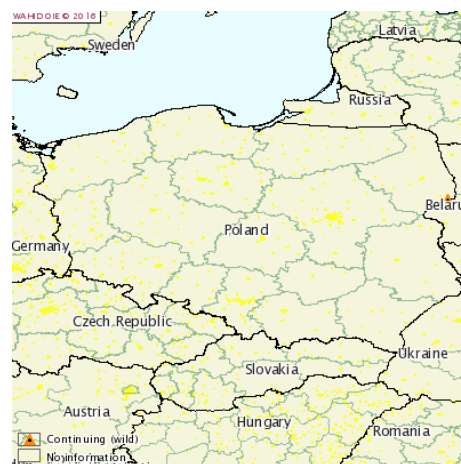 WAHID OIE © 2016
Sweden
Latvia
Russia
Belaru
Poland
Germany
Czech Republic
Ukraine
Slovakia
Austria
Hungary
Romania
Continuing (wild)
No information